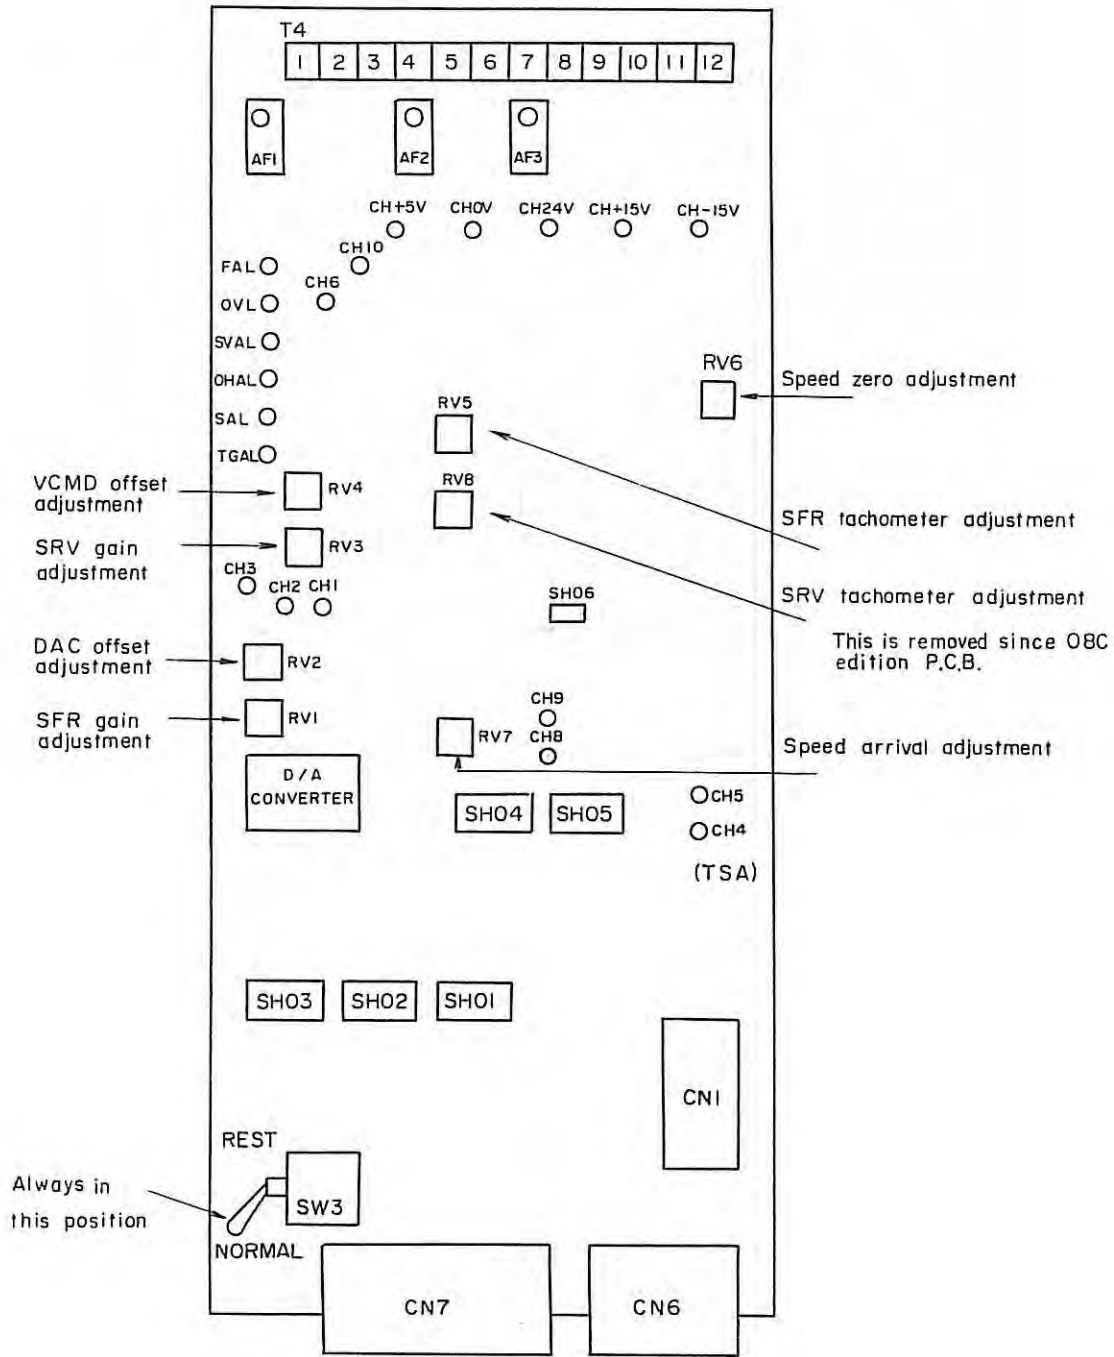 T4
1 2 3 4 5 6 7 8 9 10 11 12
AF1
AF2
AF3
CH+5V
CH0V
CH24V
CH+15V
CH-15V
CH10
FAL
CH6
OVL
SVAL
OHAL
SAL
TGAL
RV6
Speed zero adjustment
RV5
RV8
VCMD offset
adjustment
RV4
SRV gain
adjustment
RV3
SFR tachometer adjustment
CH3
CH2
CH1
SH06
SRV tachometer adjustment
This is removed since 08C
edition P.C.B.
DAC offset
adjustment
RV2
SFR gain
adjustment
RV1
CH9
RV7
CH8
Speed arrival adjustment
D/A
CONVERTER
SH04
SH05
CH5
CH4
(TSA)
SH03
SH02
SH01
CN1
REST
Always in
this position
SW3
NORMAL
CN7
CN6